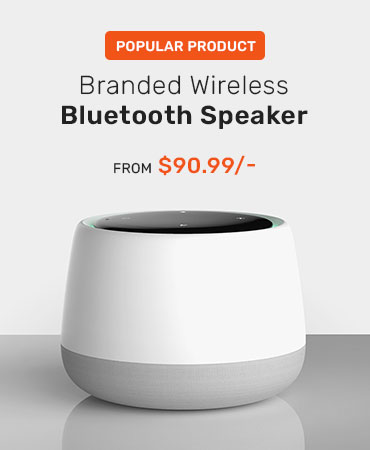 POPULAR PRODUCT
Branded Wireless
Bluetooth Speaker
FROM $90.99/-